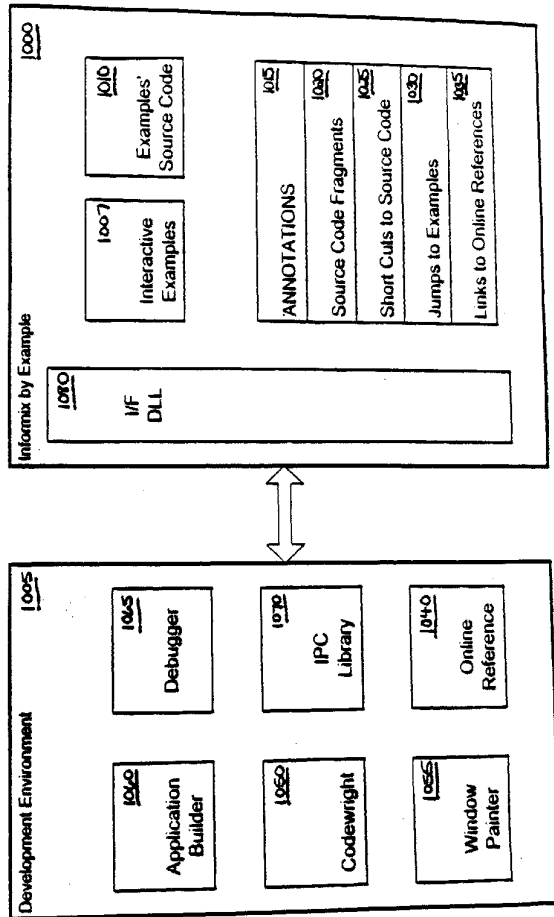 Development Environment 1005
1060
Application
Builder
1065
Debugger
1050
Codewright
1070
IPC
Library
1055
Window
Painter
1040
Online
Reference
Informix by Example 1000
1080
I/F
DLL
1007
Interactive
Examples
1010
Examples'
Source Code
ANNOTATIONS 1015
Source Code Fragments 1020
Short Cuts to Source Code 1025
Jumps to Examples 1030
Links to Online References 1035